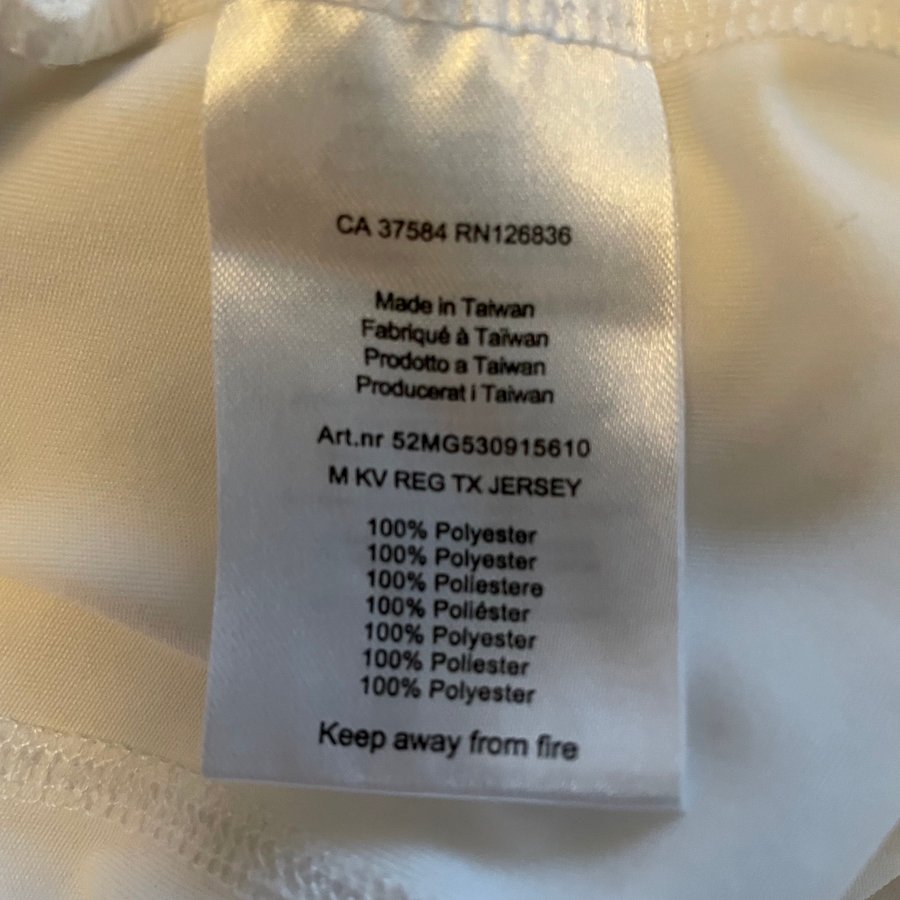 CA 37584 RN126836
Made in Taiwan
Fabriqué à Taïwan
Prodotto a Taiwan
Producerat i Taiwan
Art.nr 52MG530915610
M KV REG TX JERSEY
100% Polyester
100% Polyester
100% Poliestere
100% Poliéster
100% Polyester
100% Poliester
100% Polyester
Keep away from fire